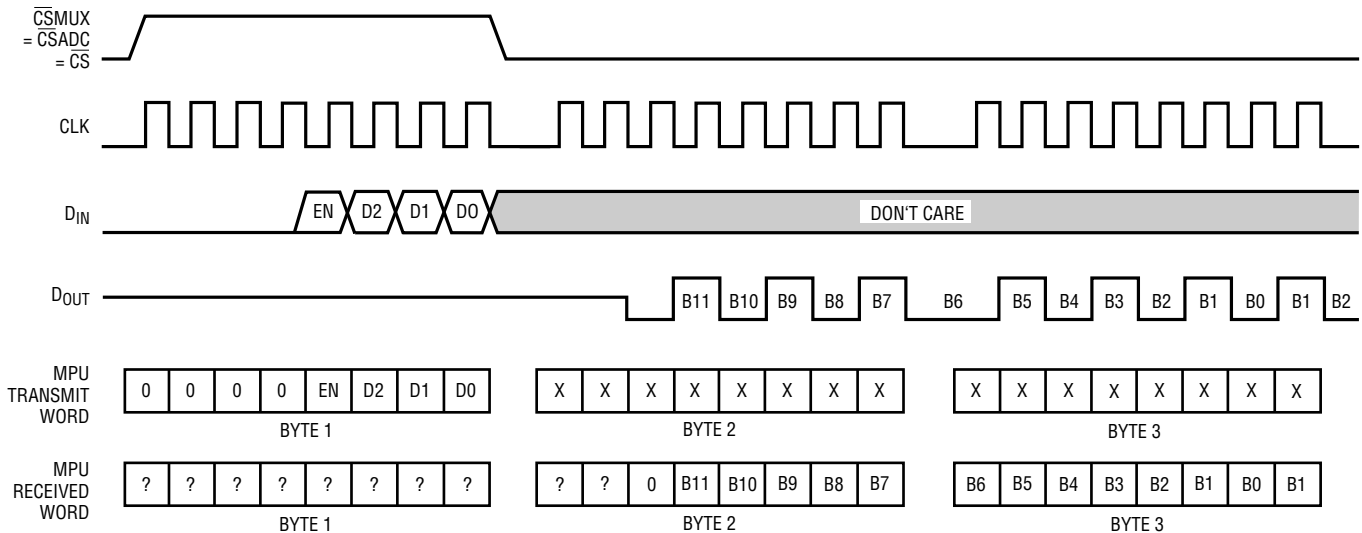 CSMUX
= CSADC
= CS
CLK
DIN
EN D2 D1 DO
DON'T CARE
DOUT
B11 B10 B9 B8 B7 B6 B5 B4 B3 B2 B1 B0 B1 B2
MPU
TRANSMIT
WORD
0 0 0 0 EN D2 D1 D0
X X X X X X X X
X X X X X X X X
BYTE 1
BYTE 2
BYTE 3
MPU
RECEIVED
WORD
? ? ? ? ? ? ? ?
? ? 0 B11 B10 B9 B8 B7
B6 B5 B4 B3 B2 B1 B0 B1
BYTE 1
BYTE 2
BYTE 3